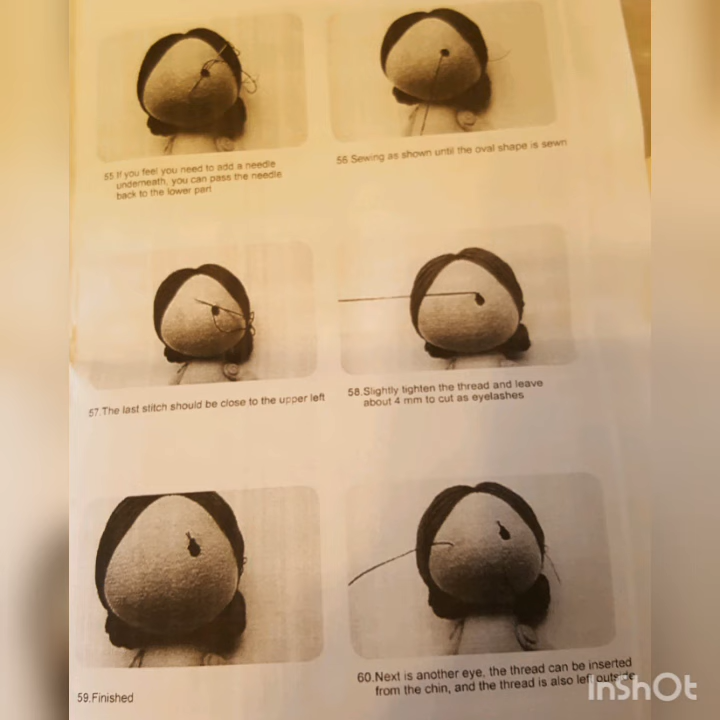 55.If you feel you need to add a needle
underneath, you can pass the needle
back to the lower part
56.Sewing as shown until the oval shape is sewn
57.The last stitch should be close to the upper left
58.Slightly tighten the thread and leave
about 4 mm to cut as eyelashes
59.Finished
60.Next is another eye, the thread can be inserted
from the chin, and the thread is also left outside
InShOt